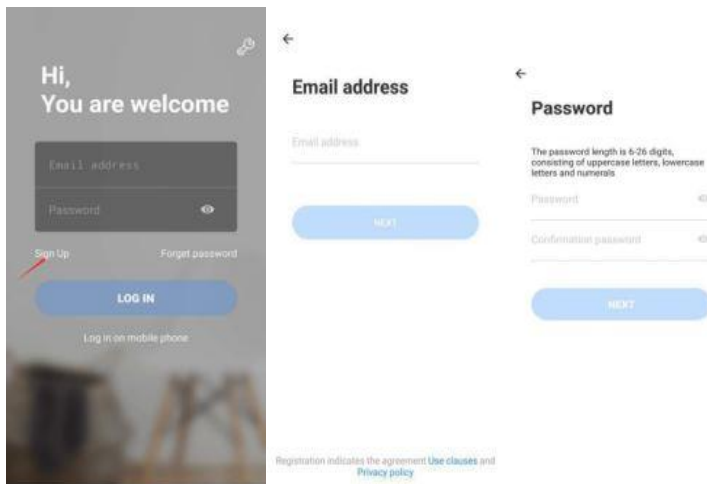 Hi,
You are welcome
Email address
Password
Sign Up
Forget password
LOG IN
Log in on mobile phone
Email address
Email address
NEXT
Registration indicates the agreement Use clauses and
Privacy policy
Password
The password length is 6-26 digits,
consisting of uppercase letters, lowercase
letters and numerals
Password
Confirmation password
NEXT